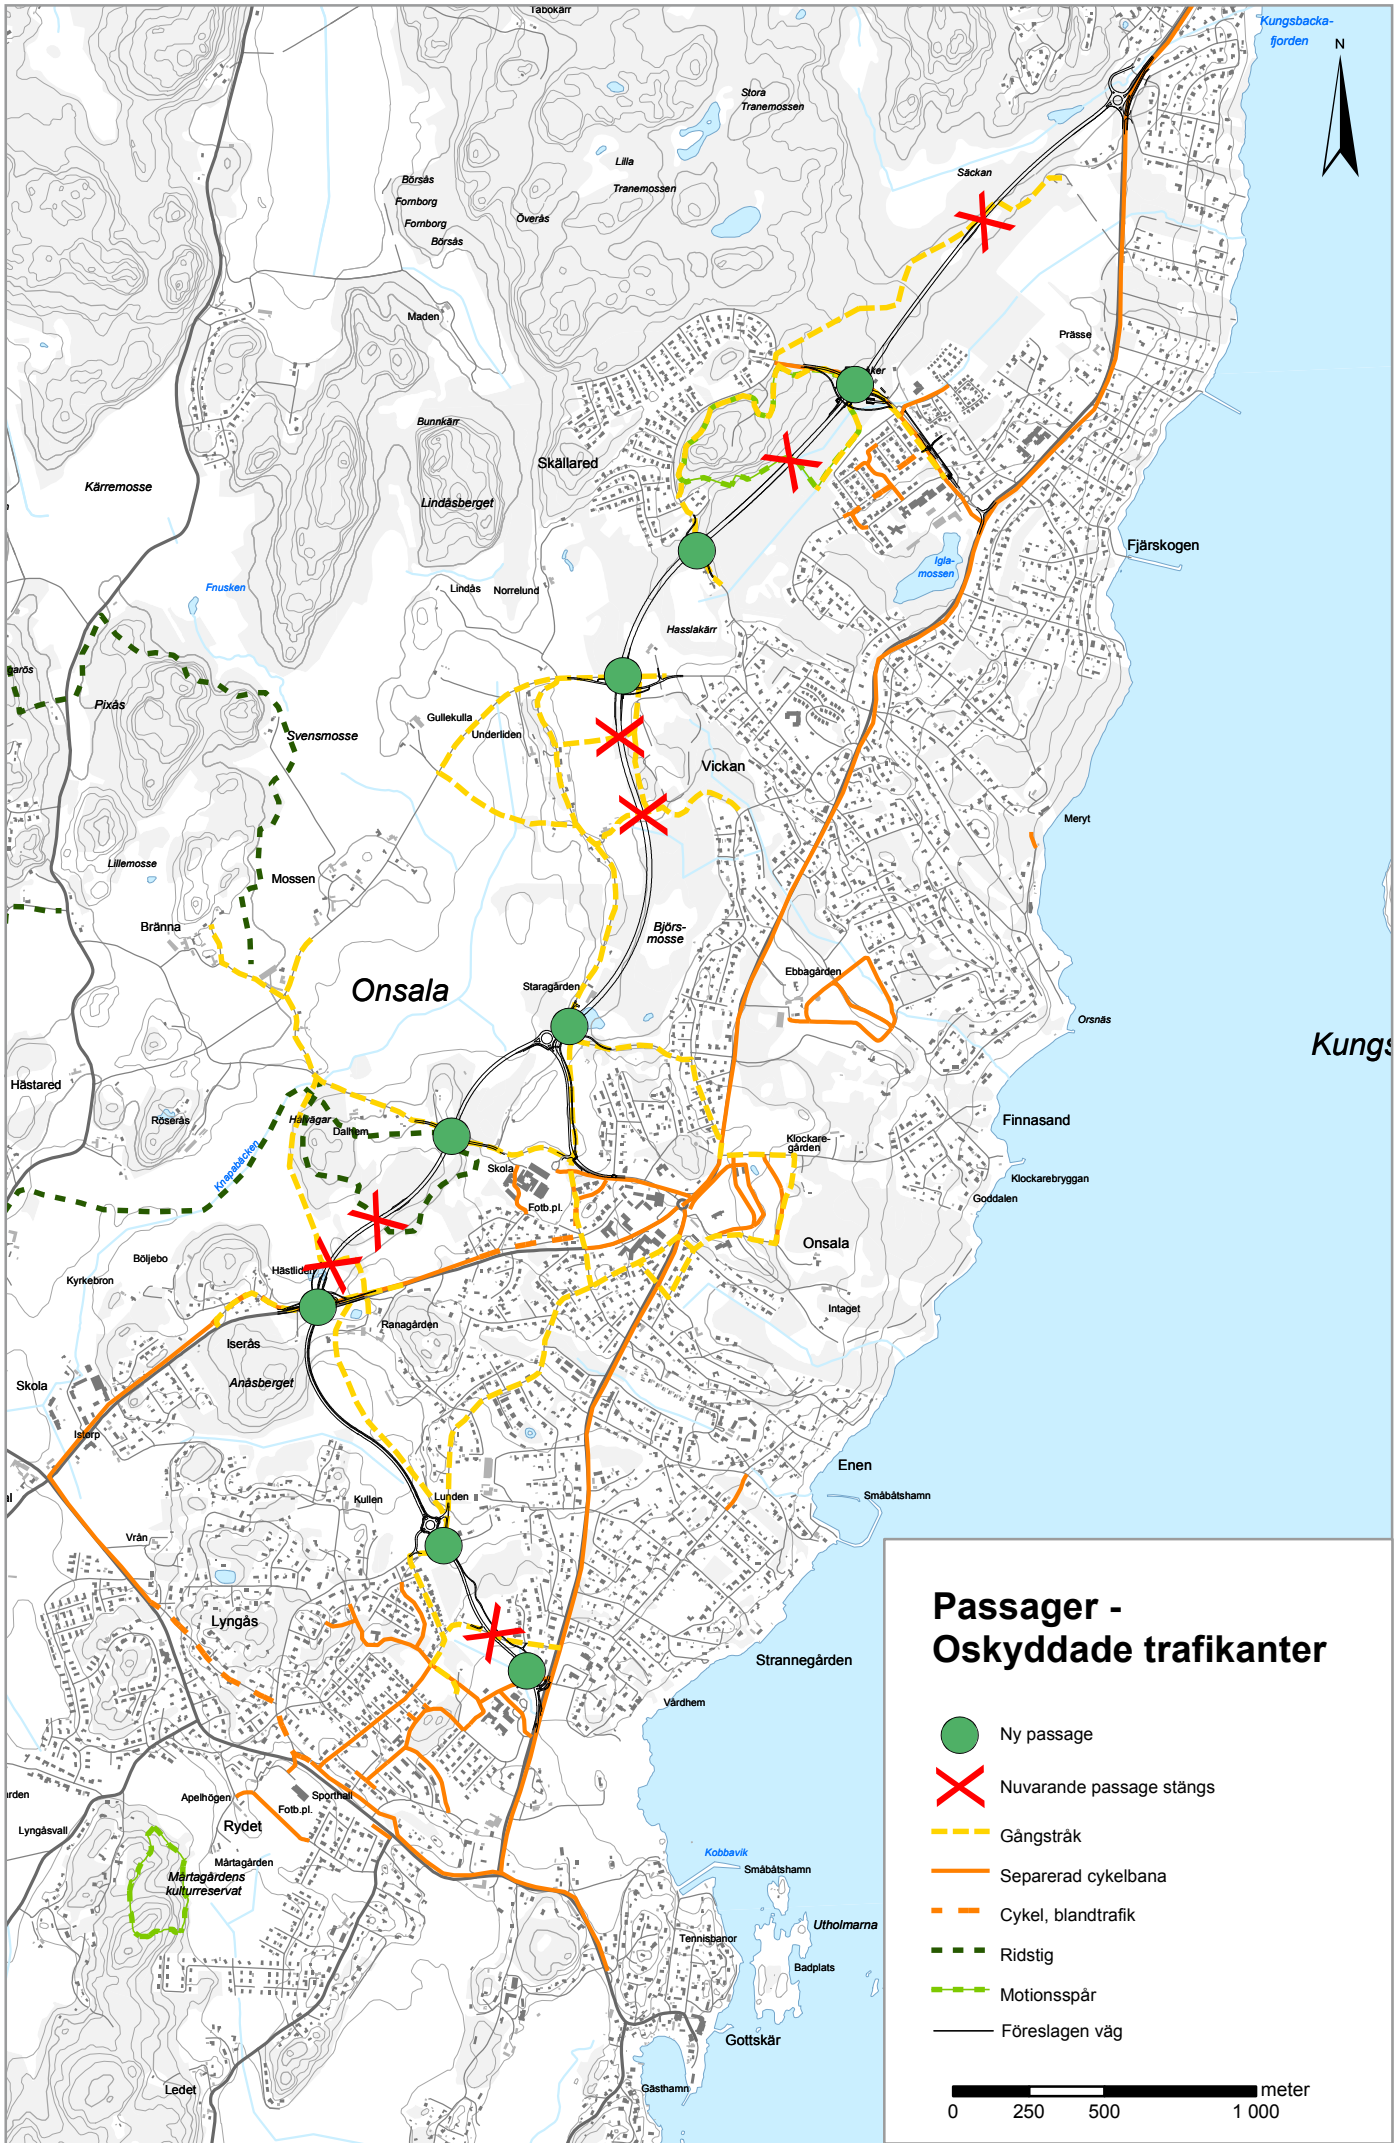 Tabokärr
Kungsbacka-
fjorden
N
Stora
Tranemossen
Lilla
Tranemossen
Säckan
Börsås
Fornborg
Fornborg
Börsås
Överås
Maden
Prässe
åker
Bunnkärr
Skällared
Kärremosse
Lindåsberget
Fjärskogen
Igla-
mossen
Fnusken
Lindås
Norrelund
Hasslakärr
Pixås
Gullekulla
Underliden
Svensmosse
Vickan
Meryt
Lillemosse
Mossen
Bränna
Björs-
mosse
Ebbagården
Onsala
Staragården
Orsnäs
Kungs
Hästared
Röserås
Hålvägar
Dalhem
Finnasand
Klockare-
gården
Knapabäcken
Skola
Klockarebryggan
Goddalen
Fotb.pl.
Böljebo
Onsala
Kyrkebron
Hästliden
Intaget
Ranagården
Iserås
Skola
Anåsberget
Istorp
Enen
Småbåtshamn
Kullen
Lunden
Vrån
Lyngås
Strannegården
Vårdhem
Passager -
Oskyddade trafikanter
Ny passage
Nuvarande passage stängs
Gångstråk
Separerad cykelbana
Cykel, blandtrafik
Ridstig
Motionsspår
Föreslagen väg
meter
0 250 500 1 000
Apelhögen
Sporthall
Fotb.pl.
Lyngåsvall
Rydet
Mårtagården
Mårtagårdens
kulturreservat
Kobbavik
Småbåtshamn
Utholmarna
Tennisbanor
Badplats
Gottskär
Ledet
Gästhamn